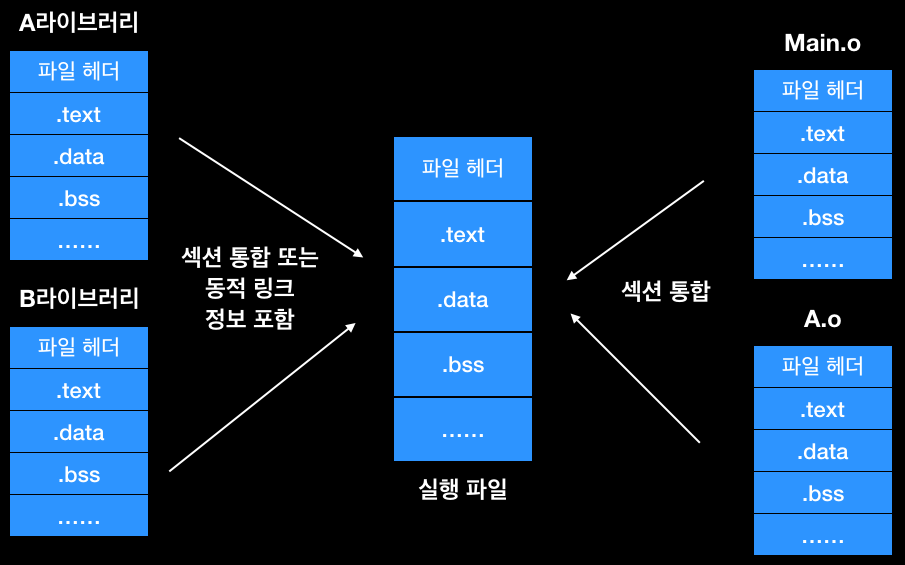 A라이브러리
파일 헤더
.text
.data
.bss
......
B라이브러리
파일 헤더
.text
.data
.bss
......
섹션 통합 또는
동적 링크
정보 포함
파일 헤더
.text
.data
.bss
......
실행 파일
섹션 통합
Main.o
파일 헤더
.text
.data
.bss
......
A.o
파일 헤더
.text
.data
.bss
......